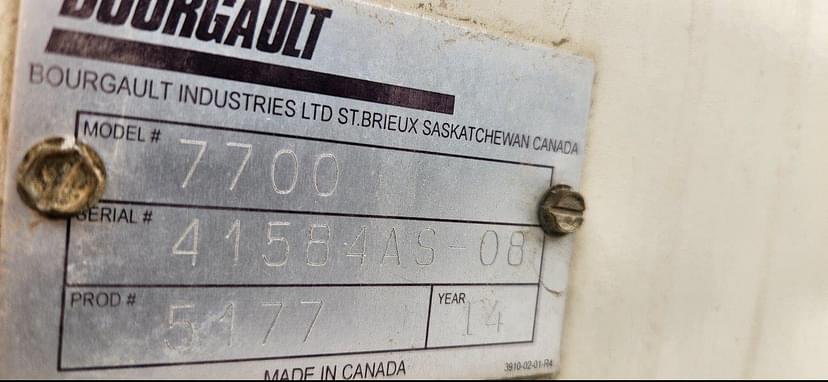 BOURGAULT
BOURGAULT INDUSTRIES LTD ST.BRIEUX SASKATCHEWAN CANADA
MODEL # 7700
SERIAL # 41584AS-08
PROD # 5177 YEAR 14
MADE IN CANADA 3910-02-01-R4